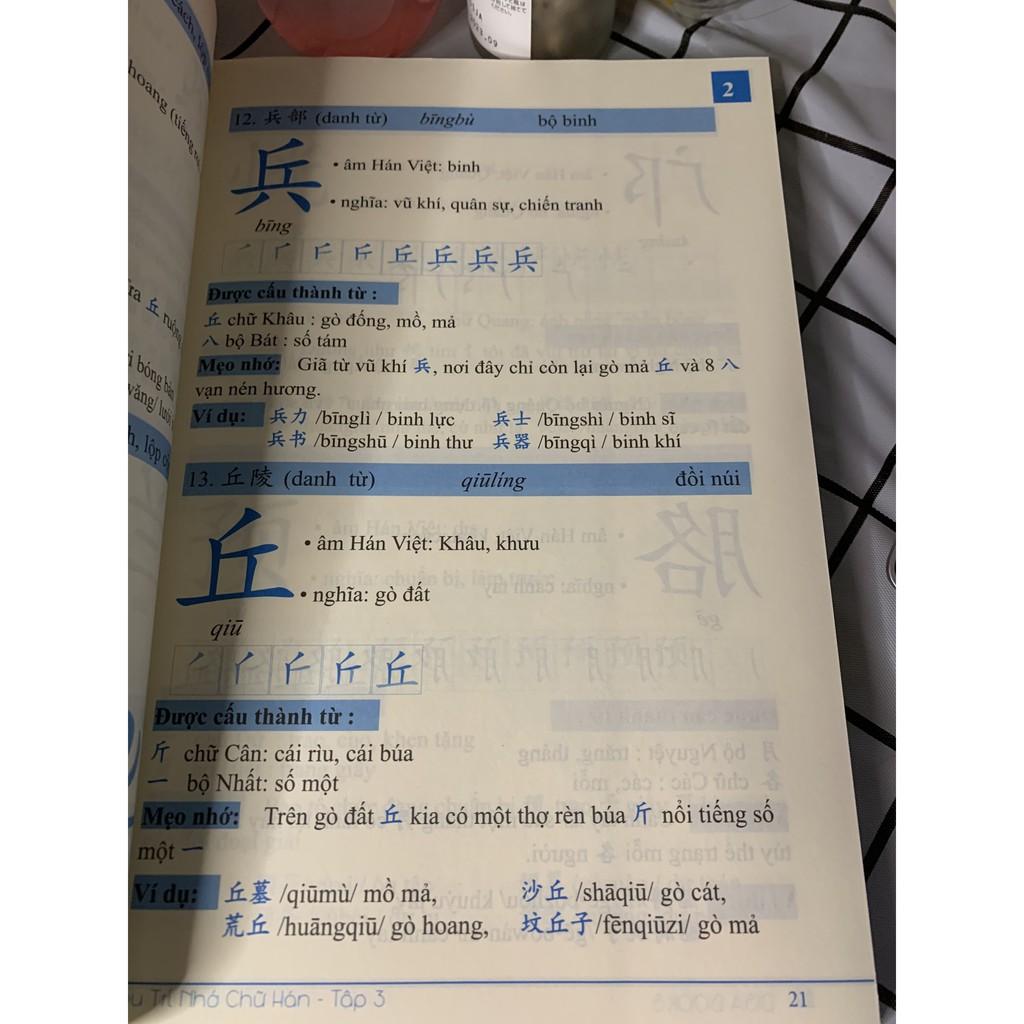 2
12. 兵部 (danh từ) bīngbù bộ binh
兵
• âm Hán Việt: binh
• nghĩa: vũ khí, quân sự, chiến tranh
bīng
Được cấu thành từ :
丘 chữ Khâu : gò đống, mồ, mả
八 bộ Bát : số tám
Mẹo nhớ: Giã từ vũ khí 兵, nơi đây chỉ còn lại gò mả 丘 và 8 八
vạn nén hương.
Ví dụ: 兵力 /bīnglì / binh lực 兵士 /bīngshì / binh sĩ
兵书 /bīngshū / binh thư 兵器 /bīngqì / binh khí
13. 丘陵 (danh từ) qiūlíng đồi núi
丘
• âm Hán Việt: Khâu, khưu
• nghĩa: gò đất
qiū
Được cấu thành từ :
斤 chữ Cân: cái rìu, cái búa
一 bộ Nhất: số một
Mẹo nhớ: Trên gò đất 丘 kia có một thợ rèn búa 斤 nổi tiếng số
một 一
Ví dụ: 丘墓 /qiūmù/ mồ mả, 沙丘 /shāqiū/ gò cát,
荒丘 /huāngqiū/ gò hoang, 坟丘子 /fēnqiūzi/ gò mả
Trí Nhớ Chữ Hán - Tập 3
21